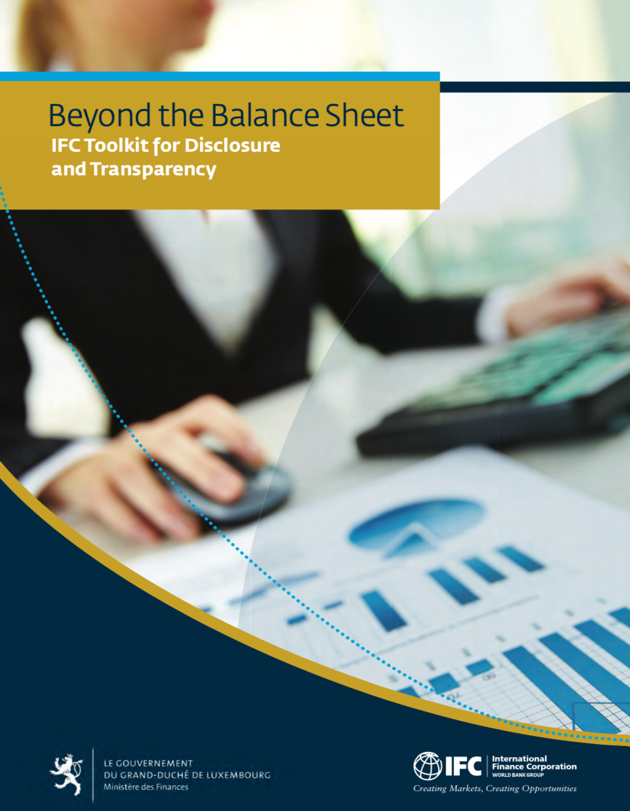 Beyond the Balance Sheet
IFC Toolkit for Disclosure
and Transparency
LE GOUVERNEMENT
DU GRAND-DUCHÉ DE LUXEMBOURG
Ministère des Finances
IFC
International
Finance Corporation
WORLD BANK GROUP
Creating Markets, Creating Opportunities